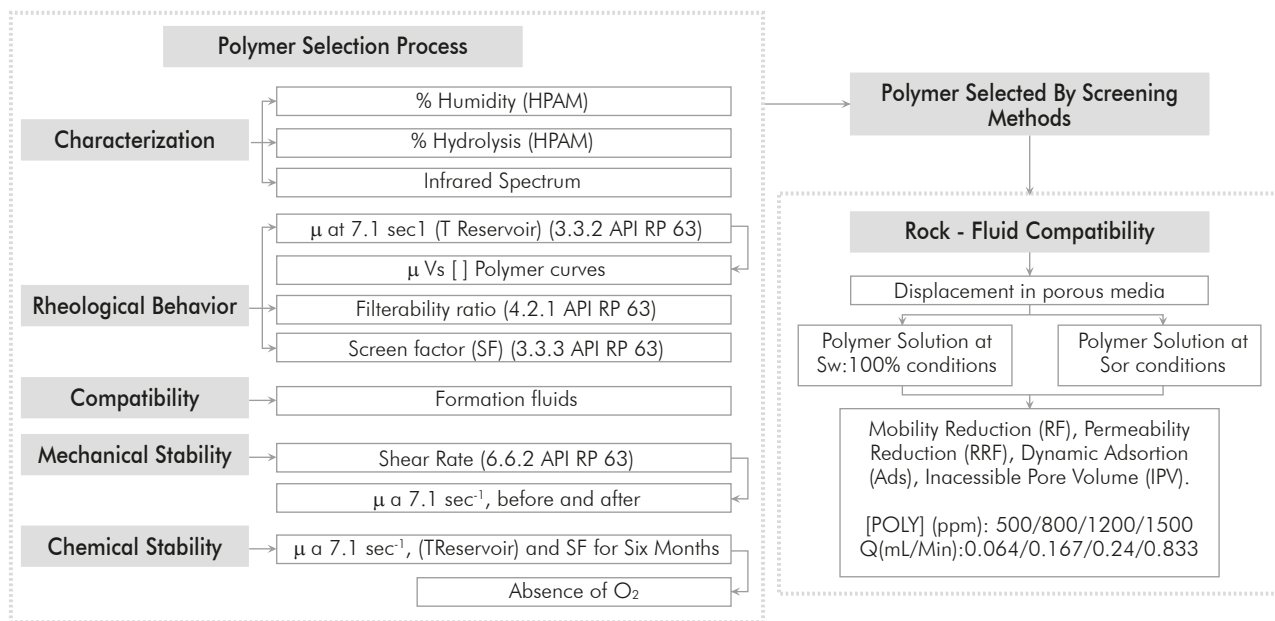 Polymer Selection Process
Characterization
% Humidity (HPAM)
% Hydrolysis (HPAM)
Infrared Spectrum
Rheological Behavior
µ at 7.1 sec1 (T Reservoir) (3.3.2 API RP 63)
µ Vs [ ] Polymer curves
Filterability ratio (4.2.1 API RP 63)
Screen factor (SF) (3.3.3 API RP 63)
Compatibility
Formation fluids
Mechanical Stability
Shear Rate (6.6.2 API RP 63)
µ a 7.1 sec⁻¹, before and after
Chemical Stability
µ a 7.1 sec⁻¹, (TReservoir) and SF for Six Months
Absence of O₂
Polymer Selected By Screening
Methods
Rock - Fluid Compatibility
Displacement in porous media
Polymer Solution at
Sw:100% conditions
Polymer Solution at
Sor conditions
Mobility Reduction (RF), Permeability
Reduction (RRF), Dynamic Adsortion
(Ads), Inacessible Pore Volume (IPV).
[POLY] (ppm): 500/800/1200/1500
Q(mL/Min):0.064/0.167/0.24/0.833